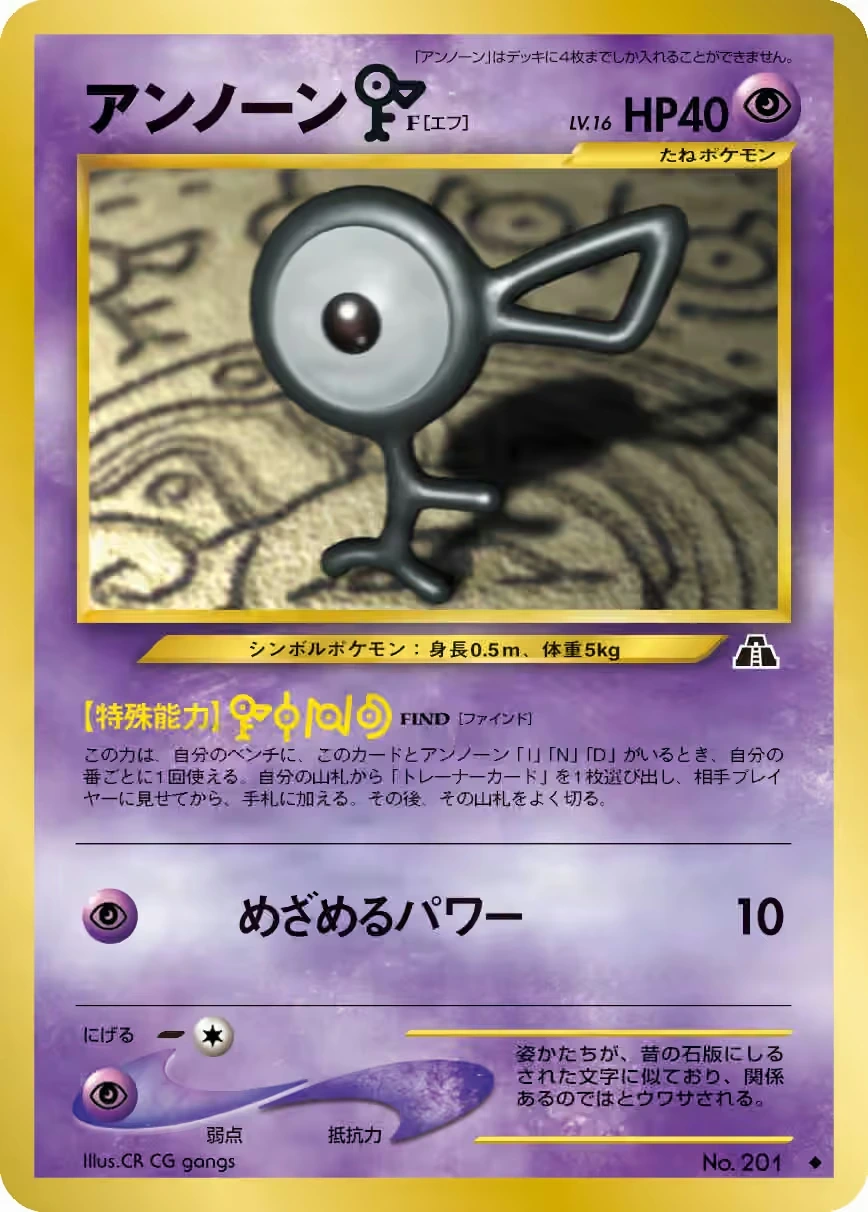 「アンノーン」はデッキに4枚までしか入れることができません。
アンノーン F [エフ] LV.16 HP40
たねポケモン
シンボルポケモン：身長0.5m、体重5kg
【特殊能力】FIND [ファインド]
この力は、自分のベンチに、このカードとアンノーン「I」「N」「D」がいるとき、自分の
番ごとに1回使える。自分の山札から「トレーナーカード」を1枚選び出し、相手プレイ
ヤーに見せてから、手札に加える。その後、その山札をよく切る。
めざめるパワー 10
にげる
姿かたちが、昔の石版にしる
された文字に似ており、関係
あるのではとウワサされる。
弱点 抵抗力
Illus.CR CG gangs No. 201